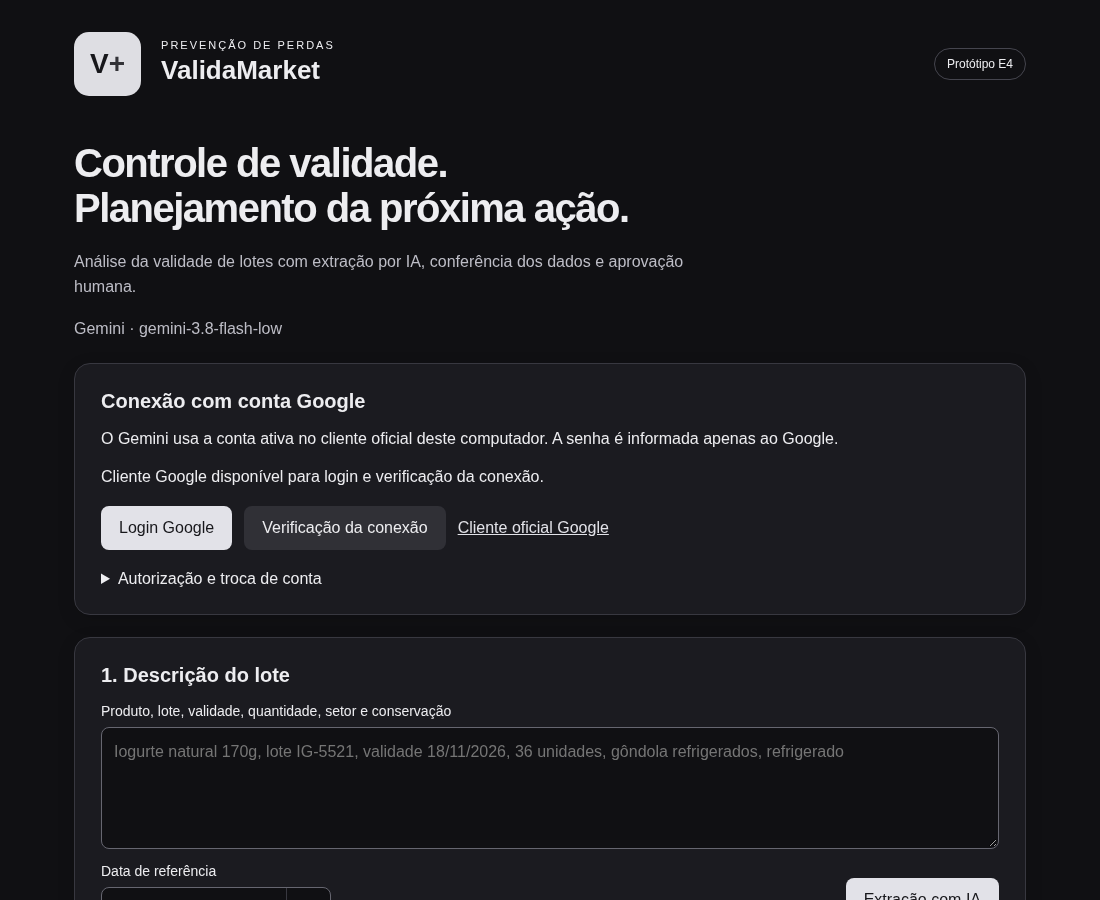 V+
PREVENÇÃO DE PERDAS
ValidaMarket
Protótipo E4
Controle de validade.
Planejamento da próxima ação.
Análise da validade de lotes com extração por IA, conferência dos dados e aprovação
humana.
Gemini · gemini-3.8-flash-low
Conexão com conta Google
O Gemini usa a conta ativa no cliente oficial deste computador. A senha é informada apenas ao Google.
Cliente Google disponível para login e verificação da conexão.
Login Google
Verificação da conexão
Cliente oficial Google
Autorização e troca de conta
1. Descrição do lote
Produto, lote, validade, quantidade, setor e conservação
Iogurte natural 170g, lote IG-5521, validade 18/11/2026, 36 unidades, gôndola refrigerados, refrigerado
Data de referência
Extração com IA